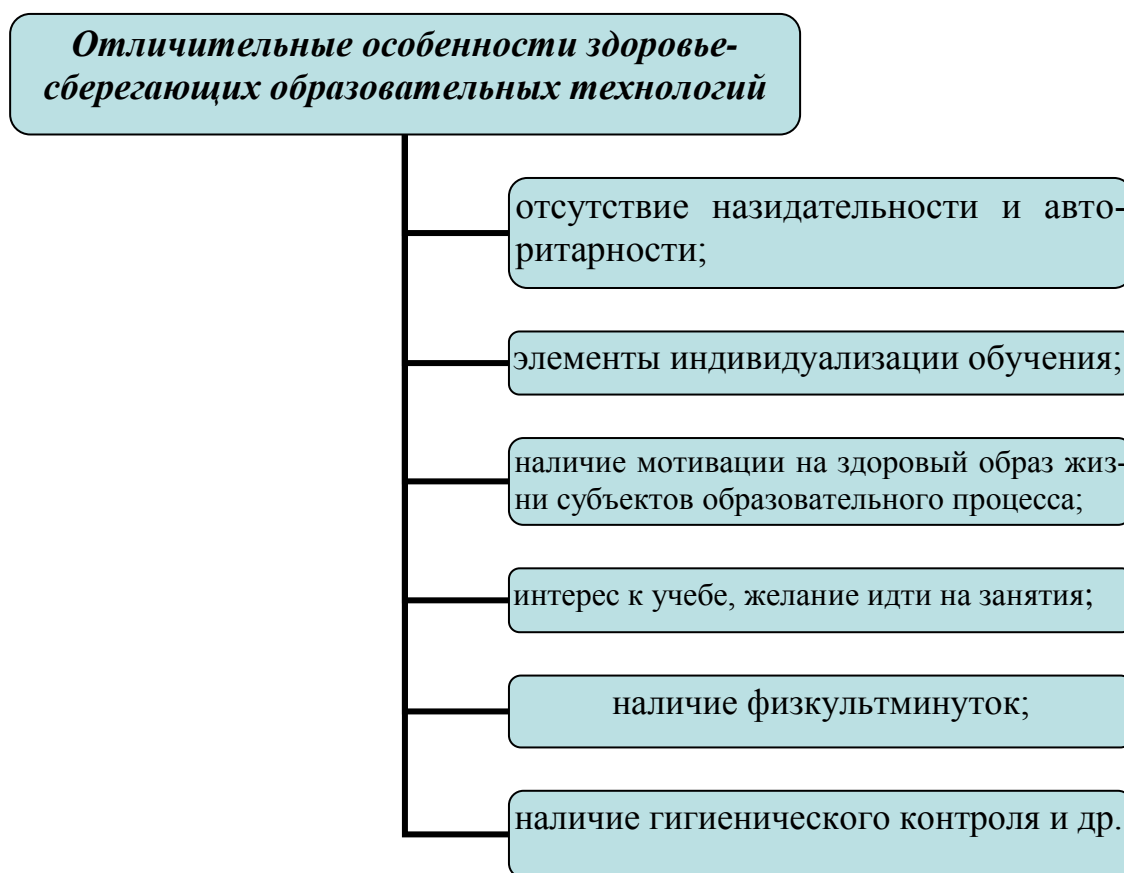 Отличительные особенности здоровье-
сберегающих образовательных технологий
отсутствие назидательности и авто-
ритарности;
элементы индивидуализации обучения;
наличие мотивации на здоровый образ жиз-
ни субъектов образовательного процесса;
интерес к учебе, желание идти на занятия;
наличие физкультминуток;
наличие гигиенического контроля и др.